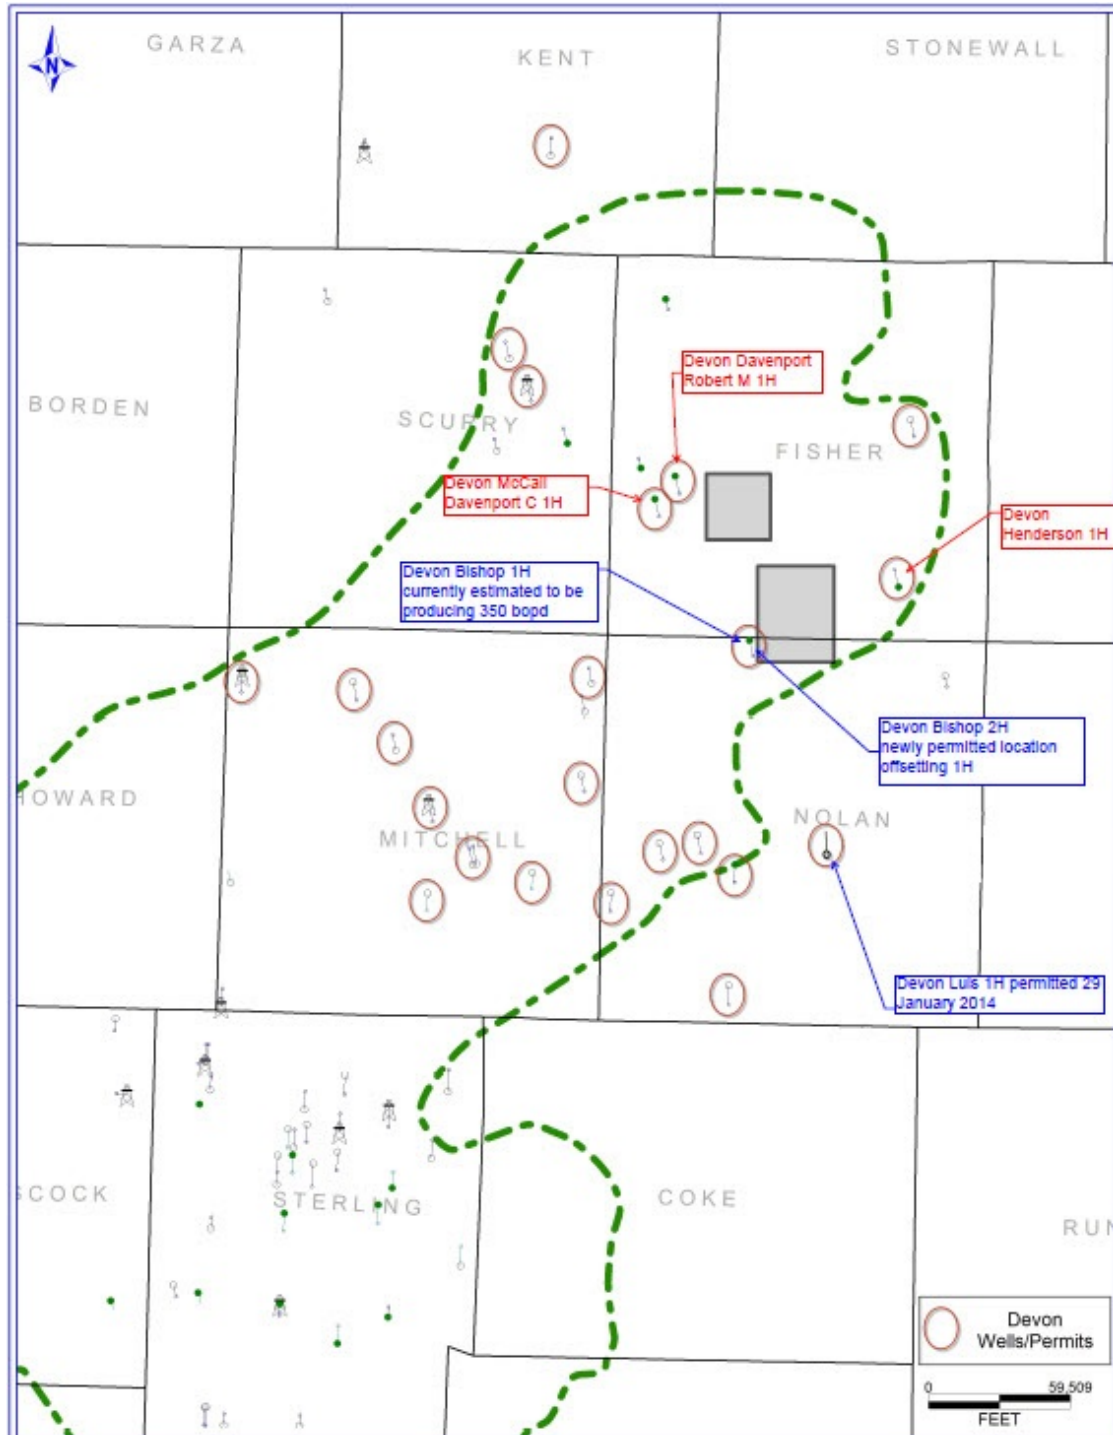 GARZA
KENT
STONEWALL
N
BORDEN
SCURRY
FISHER
Devon Davenport
Robert M 1H
Devon McCall
Davenport C 1H
Devon
Henderson 1H
Devon Bishop 1H
currently estimated to be
producing 350 bopd
Devon Bishop 2H
newly permitted location
offsetting 1H
HOWARD
MITCHELL
NOLAN
Devon Luis 1H permitted 29
January 2014
SCOCK
STERLING
COKE
RUN
Devon
Wells/Permits
0 59,509
FEET